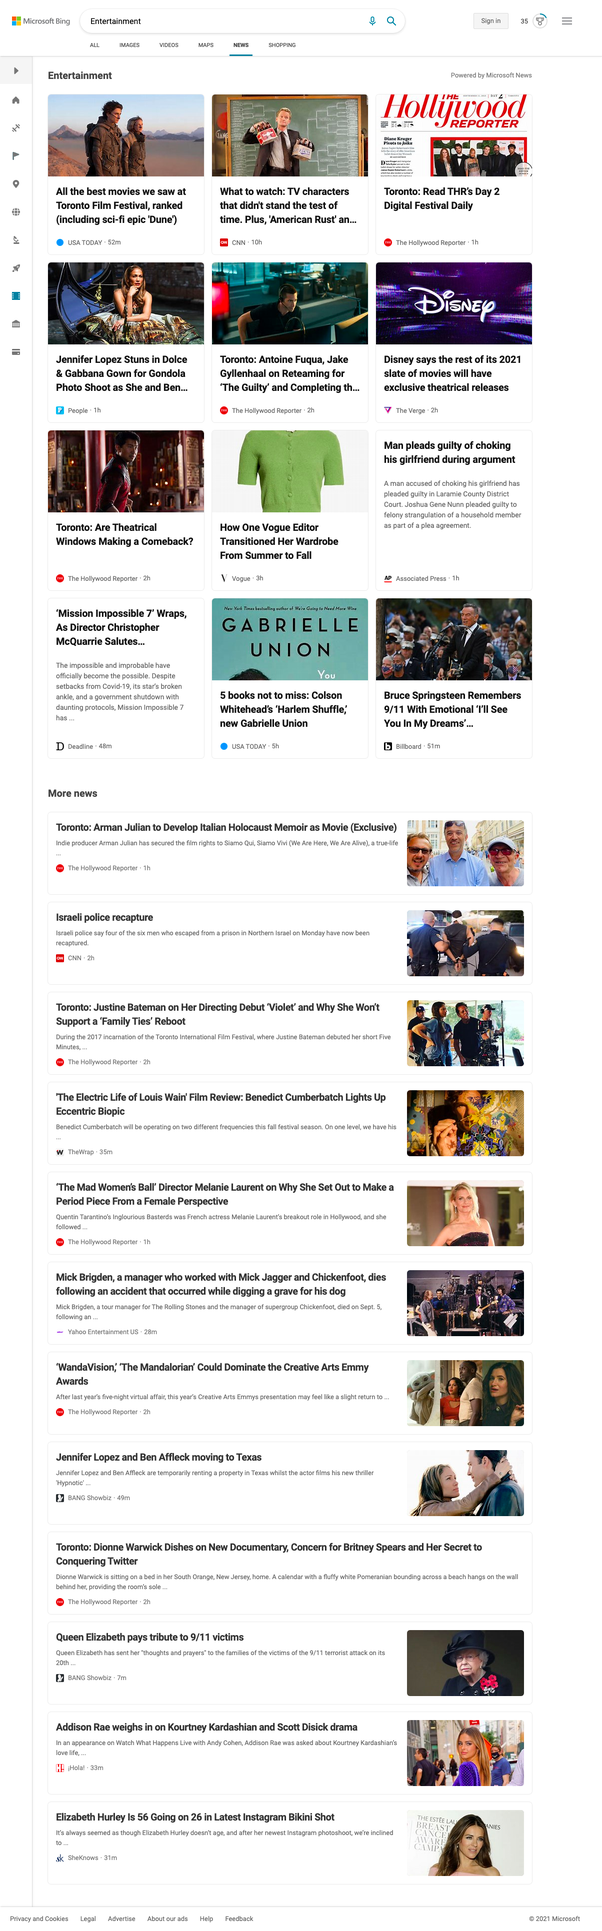 Microsoft Bing
Entertainment
Sign in
35
ALL IMAGES VIDEOS MAPS NEWS SHOPPING
Entertainment
Powered by Microsoft News
All the best movies we saw at
Toronto Film Festival, ranked
(including sci-fi epic 'Dune')
USA TODAY · 52m
What to watch: TV characters
that didn't stand the test of
time. Plus, 'American Rust' an...
CNN · 10h
THE
Hollywood
REPORTER
Diane Kruger
Pivots to Julia
Toronto: Read THR's Day 2
Digital Festival Daily
The Hollywood Reporter · 1h
Jennifer Lopez Stuns in Dolce
& Gabbana Gown for Gondola
Photo Shoot as She and Ben...
People · 1h
Toronto: Antoine Fuqua, Jake
Gyllenhaal on Reteaming for
'The Guilty' and Completing th...
The Hollywood Reporter · 2h
Disney
Disney says the rest of its 2021
slate of movies will have
exclusive theatrical releases
The Verge · 2h
Toronto: Are Theatrical
Windows Making a Comeback?
The Hollywood Reporter · 2h
How One Vogue Editor
Transitioned Her Wardrobe
From Summer to Fall
Vogue · 3h
Man pleads guilty of choking
his girlfriend during argument
A man accused of choking his girlfriend has
pleaded guilty in Laramie County District
Court. Joshua Gene Nunn pleaded guilty to
felony strangulation of a household member
as part of a plea agreement.
AP Associated Press · 1h
'Mission Impossible 7' Wraps,
As Director Christopher
McQuarrie Salutes...
The impossible and improbable have
officially become the possible. Despite
setbacks from Covid-19, its star's broken
ankle, and a government shutdown with
daunting protocols, Mission Impossible 7
has ...
Deadline · 48m
New York Times bestselling author of We're Going to Need More Wine
GABRIELLE
UNION
You
5 books not to miss: Colson
Whitehead's 'Harlem Shuffle,'
new Gabrielle Union
USA TODAY · 5h
Bruce Springsteen Remembers
9/11 With Emotional 'I'll See
You In My Dreams'...
Billboard · 51m
More news
Toronto: Arman Julian to Develop Italian Holocaust Memoir as Movie (Exclusive)
Indie producer Arman Julian has secured the film rights to Siamo Qui, Siamo Vivi (We Are Here, We Are Alive), a true-life
...
The Hollywood Reporter · 1h
Israeli police recapture
Israeli police say four of the six men who escaped from a prison in Northern Israel on Monday have now been
recaptured.
CNN · 2h
Toronto: Justine Bateman on Her Directing Debut 'Violet' and Why She Won't
Support a 'Family Ties' Reboot
During the 2017 incarnation of the Toronto International Film Festival, where Justine Bateman debuted her short Five
Minutes, ...
The Hollywood Reporter · 2h
'The Electric Life of Louis Wain' Film Review: Benedict Cumberbatch Lights Up
Eccentric Biopic
Benedict Cumberbatch will be operating on two different frequencies this fall festival season. On one level, we have his
...
TheWrap · 35m
'The Mad Women's Ball' Director Melanie Laurent on Why She Set Out to Make a
Period Piece From a Female Perspective
Quentin Tarantino's Inglourious Basterds was French actress Melanie Laurent's breakout role in Hollywood, and she
followed ...
The Hollywood Reporter · 1h
Mick Brigden, a manager who worked with Mick Jagger and Chickenfoot, dies
following an accident that occurred while digging a grave for his dog
Mick Brigden, a tour manager for The Rolling Stones and the manager of supergroup Chickenfoot, died on Sept. 5,
following an ...
Yahoo Entertainment US · 28m
'WandaVision,' 'The Mandalorian' Could Dominate the Creative Arts Emmy
Awards
After last year's five-night virtual affair, this year's Creative Arts Emmys presentation may feel like a slight return to ...
The Hollywood Reporter · 2h
Jennifer Lopez and Ben Affleck moving to Texas
Jennifer Lopez and Ben Affleck are temporarily renting a property in Texas whilst the actor films his new thriller
'Hypnotic' ...
BANG Showbiz · 49m
Toronto: Dionne Warwick Dishes on New Documentary, Concern for Britney Spears and Her Secret to
Conquering Twitter
Dionne Warwick is sitting on a bed in her South Orange, New Jersey, home. A calendar with a fluffy white Pomeranian bounding across a beach hangs on the wall
behind her, providing the room's sole ...
The Hollywood Reporter · 2h
Queen Elizabeth pays tribute to 9/11 victims
Queen Elizabeth has sent her "thoughts and prayers" to the families of the victims of the 9/11 terrorist attack on its
20th ...
BANG Showbiz · 7m
Addison Rae weighs in on Kourtney Kardashian and Scott Disick drama
In an appearance on Watch What Happens Live with Andy Cohen, Addison Rae was asked about Kourtney Kardashian's
love life, ...
¡Hola! · 33m
Elizabeth Hurley Is 56 Going on 26 in Latest Instagram Bikini Shot
It's always seemed as though Elizabeth Hurley doesn't age, and after her newest Instagram photoshoot, we're inclined
to ...
SheKnows · 31m
THE ESTÉE LAUDER COMPANIES
BREAST
CANCER
AWARE
CAMPAIGN
Privacy and Cookies Legal Advertise About our ads Help Feedback
© 2021 Microsoft